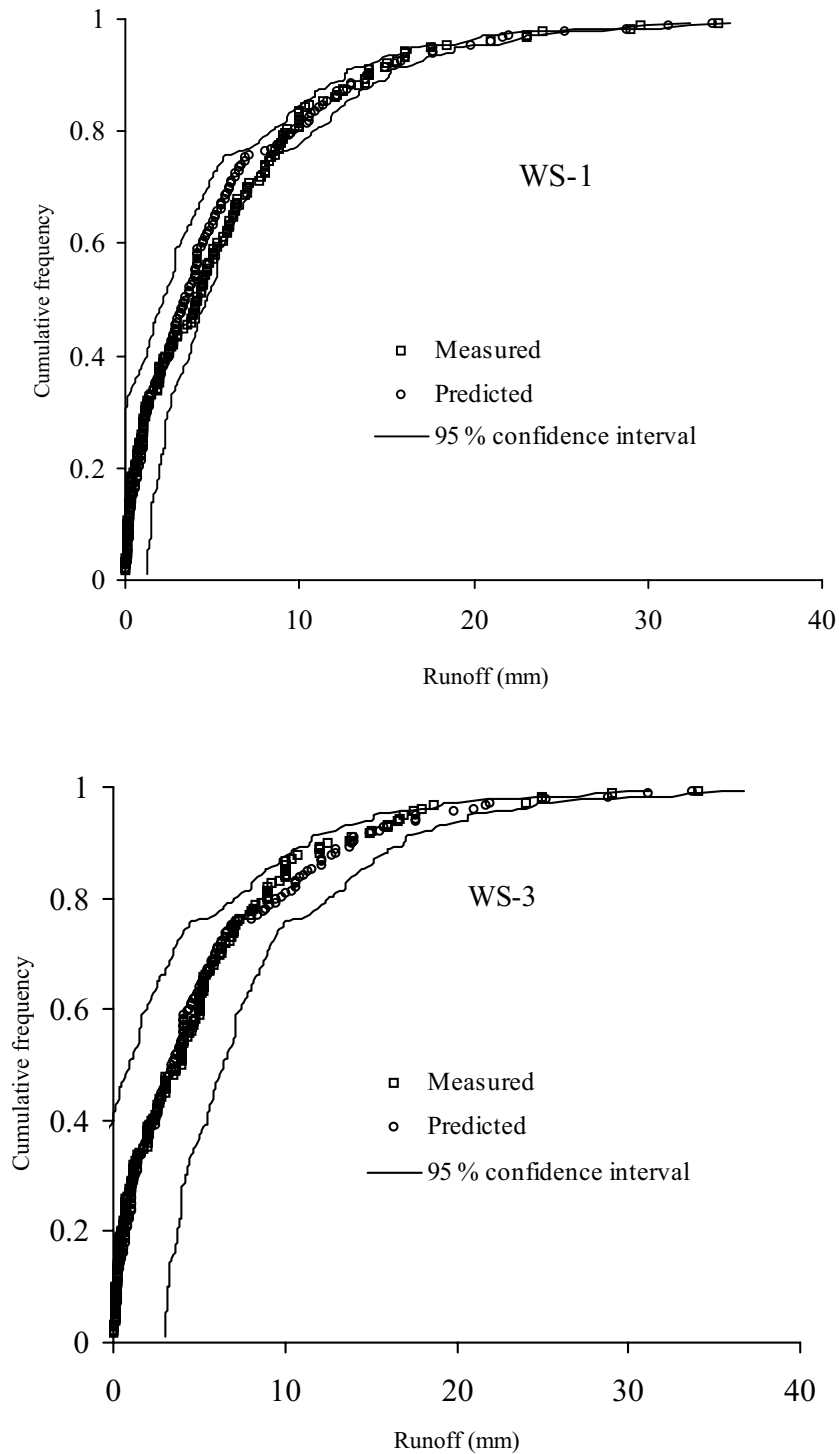 1
0.8
0.6
0.4
0.2
0
Cumulative frequency
WS-1
Measured
Predicted
95 % confidence interval
0 10 20 30 40
Runoff (mm)
1
0.8
0.6
0.4
0.2
0
Cumulative frequency
WS-3
Measured
Predicted
95 % confidence interval
0 10 20 30 40
Runoff (mm)